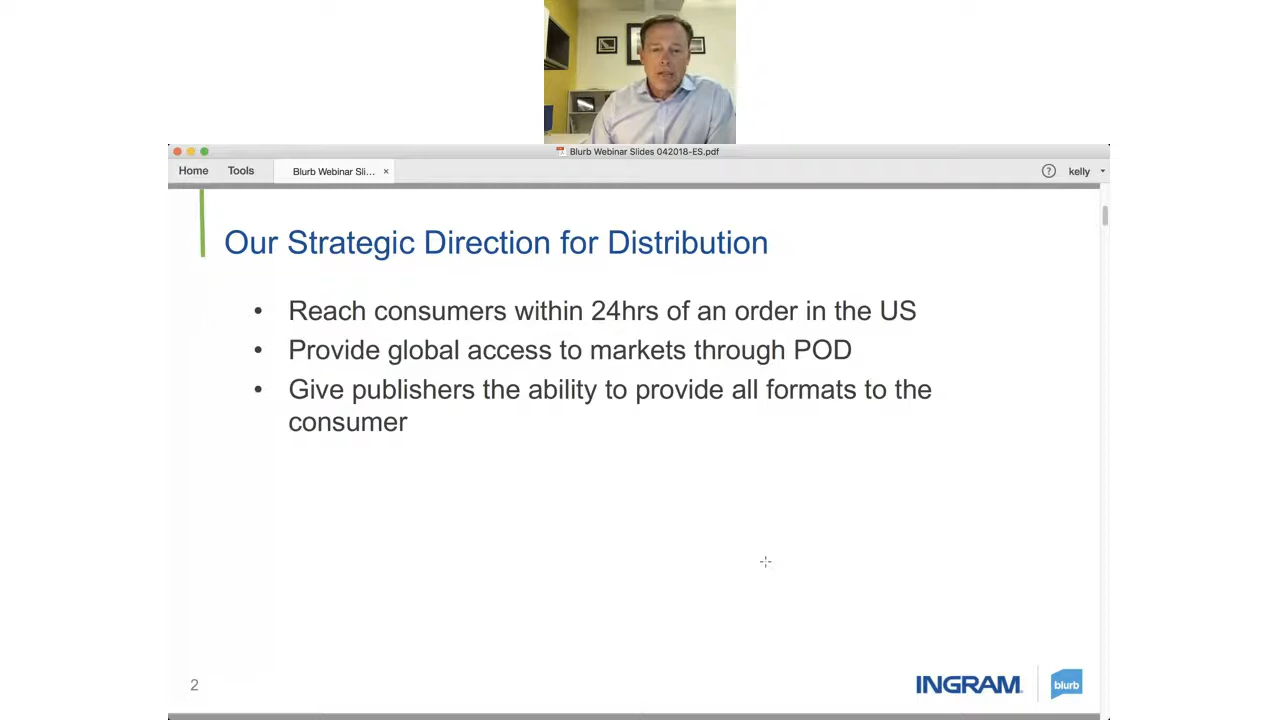 Blurb Webinar Slides 042018-ES.pdf
Home Tools Blurb Webinar Sli... × ? kelly
Our Strategic Direction for Distribution
• Reach consumers within 24hrs of an order in the US
• Provide global access to markets through POD
• Give publishers the ability to provide all formats to the
consumer
2
INGRAM
blurb